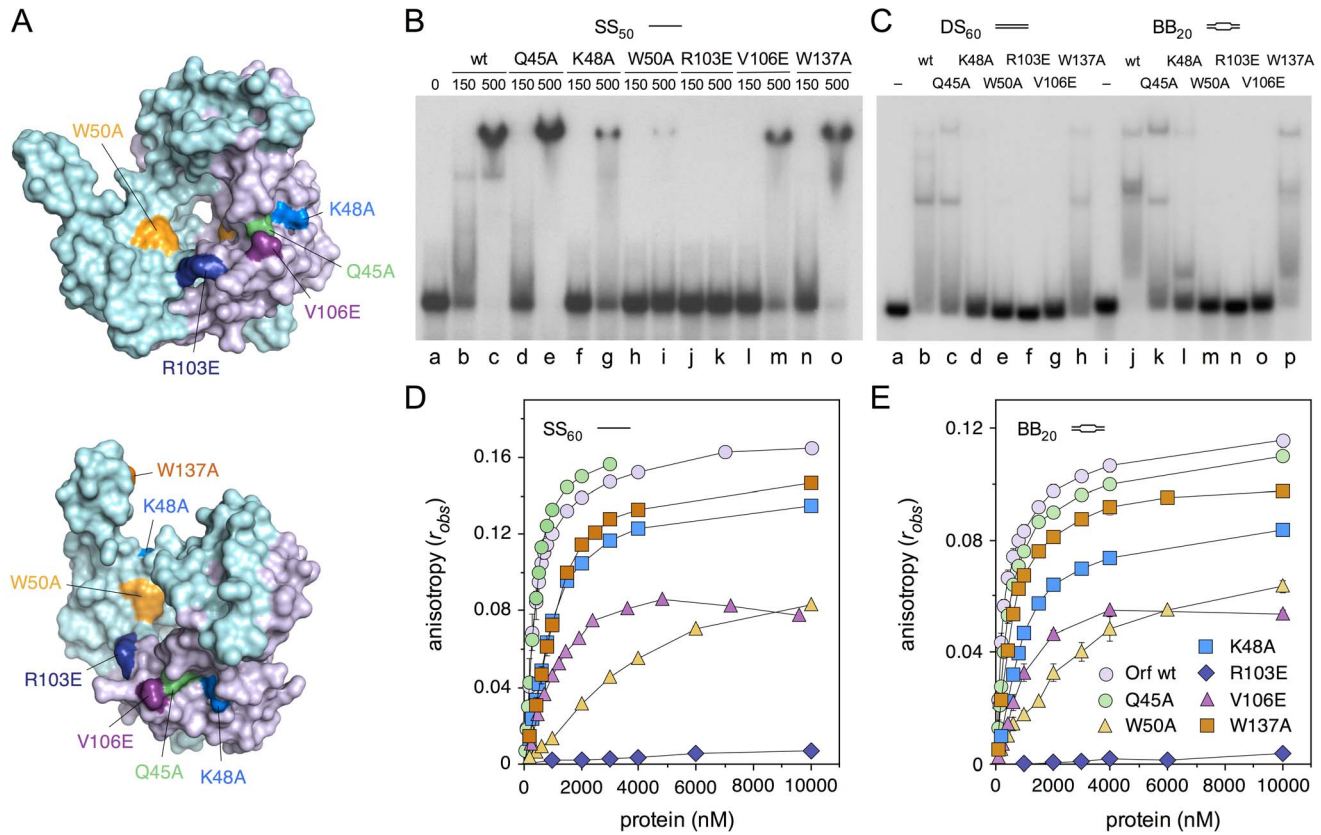 A
W50A
K48A
Q45A
V106E
R103E
W137A
K48A
W50A
R103E
V106E
Q45A
K48A
B
SS50
wt Q45A K48A W50A R103E V106E W137A
0 150 500 150 500 150 500 150 500 150 500 150 500 150 500
a b c d e f g h i j k l m n o
C
DS60 BB20
wt K48A R103E W137A wt K48A R103E W137A
– Q45A W50A V106E – Q45A W50A V106E
a b c d e f g h i j k l m n o p
D
SS60
0.16
0.12
0.08
0.04
0
anisotropy (robs)
0 2000 4000 6000 8000 10000
protein (nM)
E
BB20
0.12
0.08
0.04
0
anisotropy (robs)
K48A
Orf wt R103E
Q45A V106E
W50A W137A
0 2000 4000 6000 8000 10000
protein (nM)